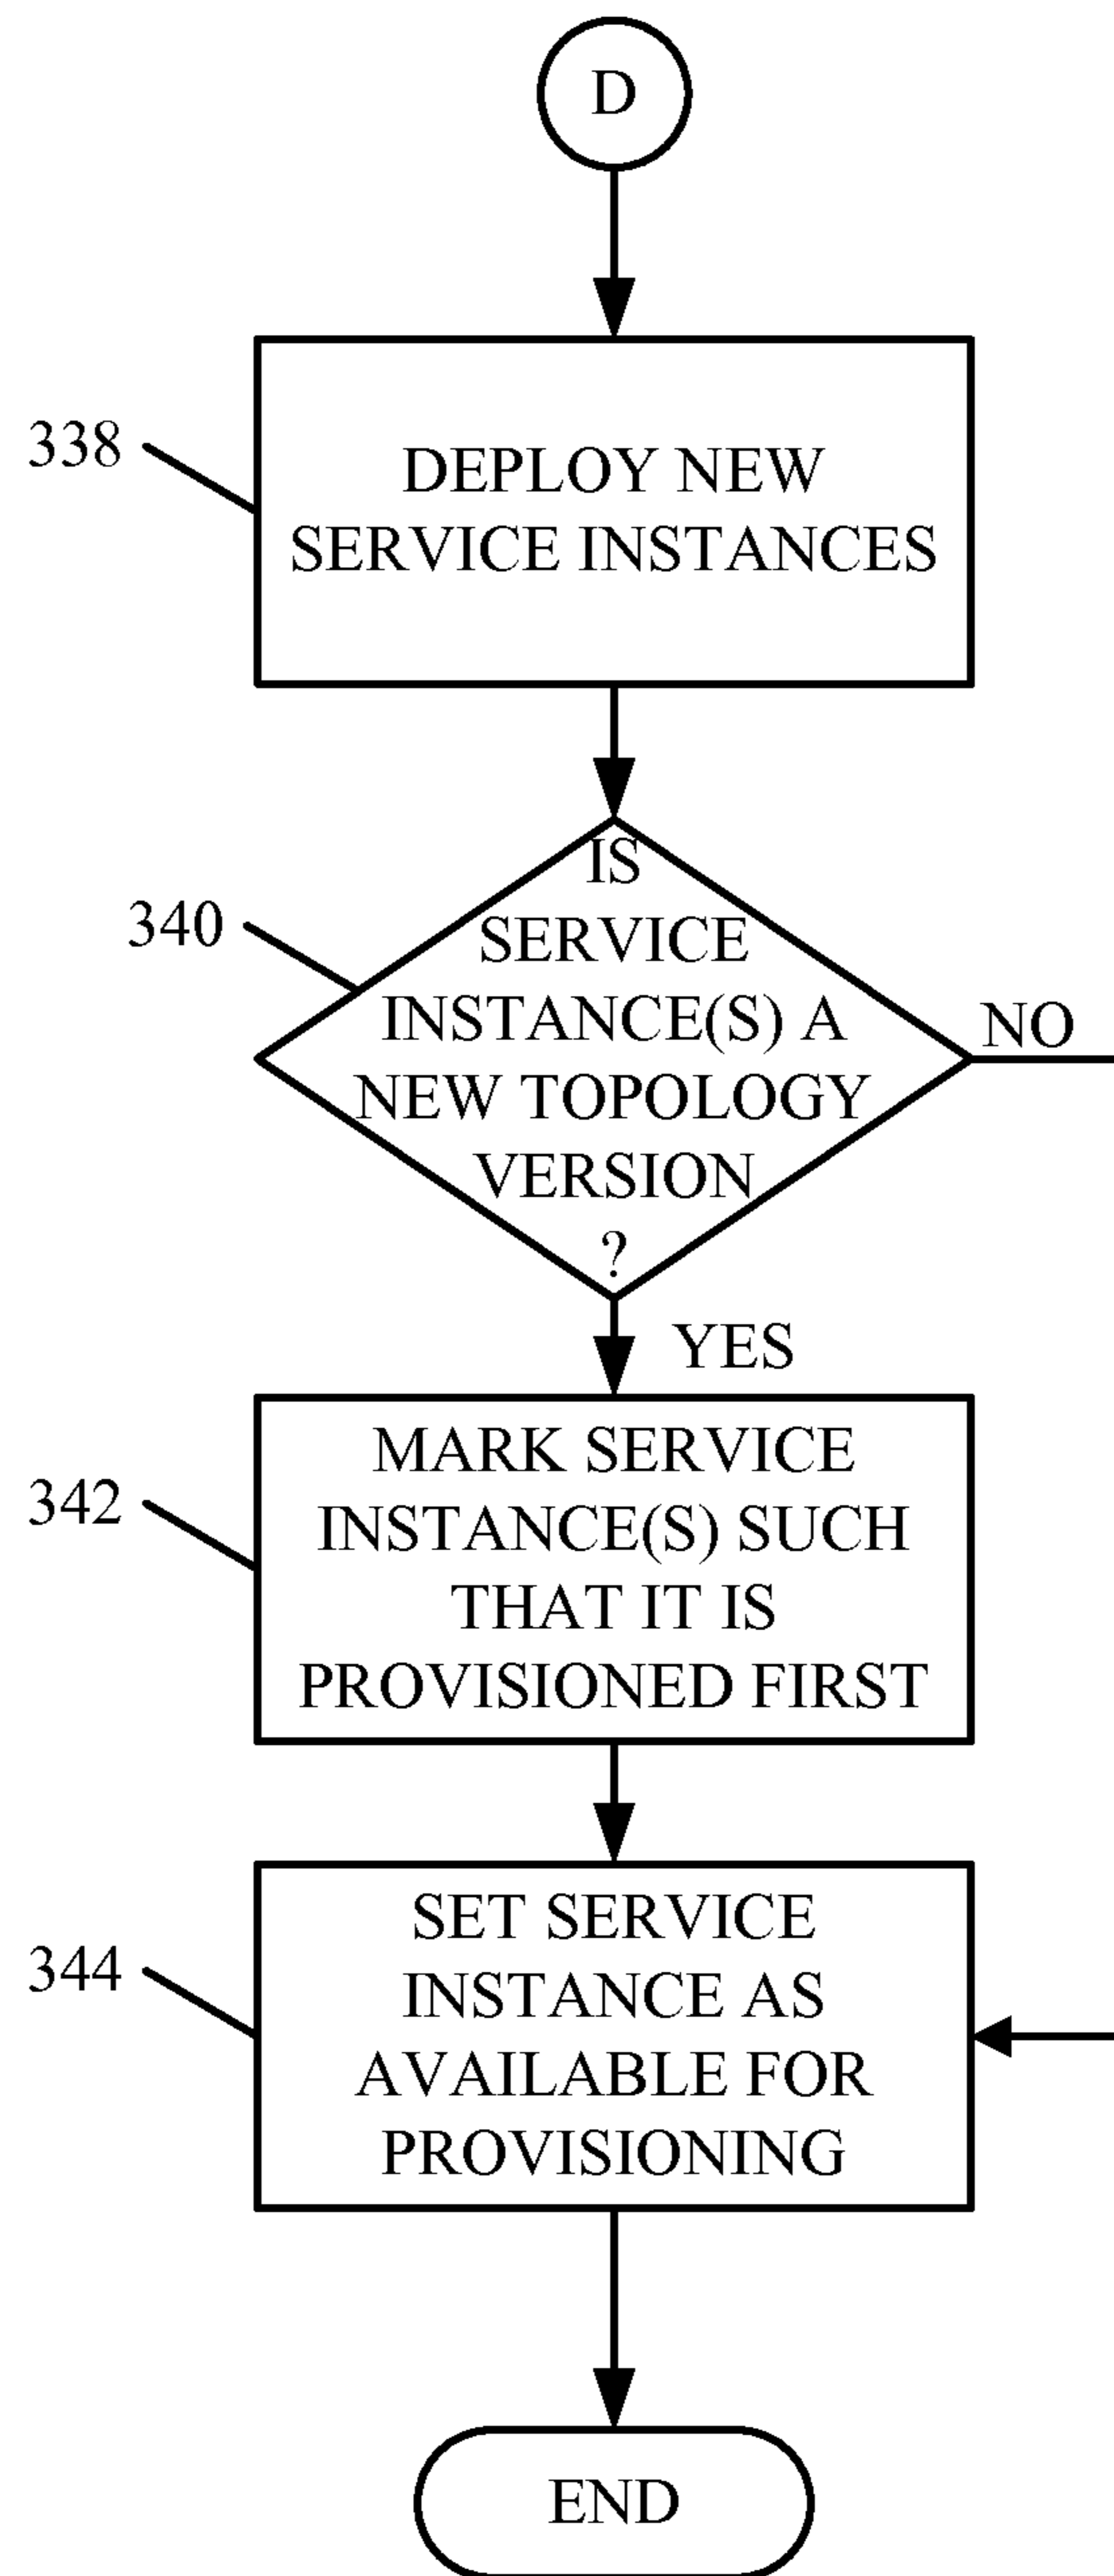 D
338
DEPLOY NEW
SERVICE INSTANCES
340
IS
SERVICE
INSTANCE(S) A
NEW TOPOLOGY
VERSION
?
NO
YES
342
MARK SERVICE
INSTANCE(S) SUCH
THAT IT IS
PROVISIONED FIRST
344
SET SERVICE
INSTANCE AS
AVAILABLE FOR
PROVISIONING
END